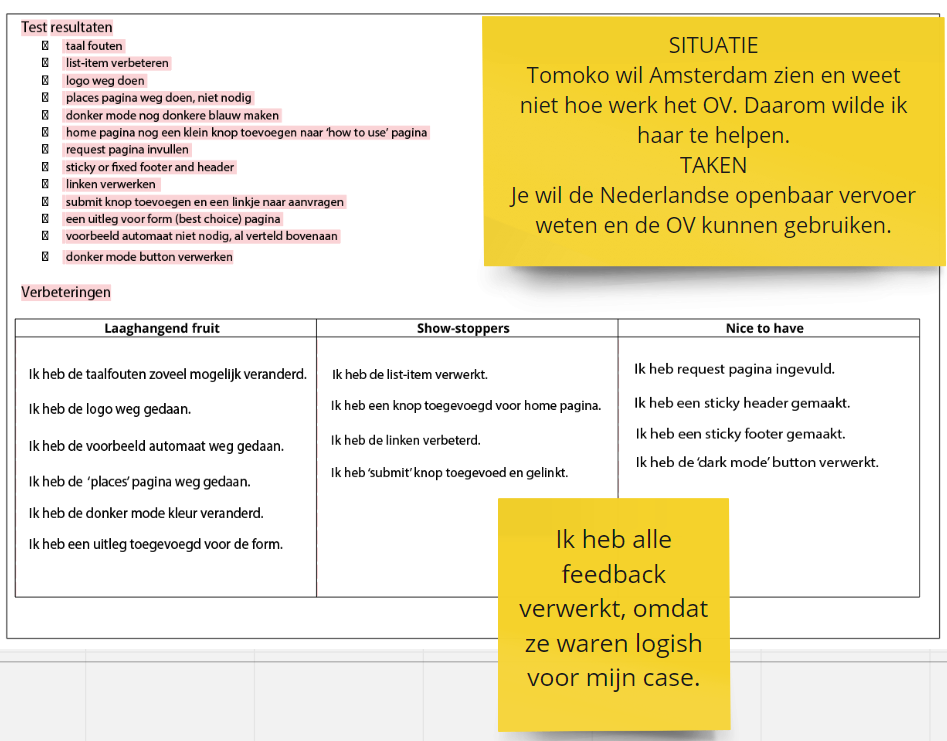 Test resultaten
taal fouten
list-item verbeteren
logo weg doen
places pagina weg doen, niet nodig
donker mode nog donkere blauw maken
home pagina nog een klein knop toevoegen naar 'how to use' pagina
request pagina invullen
sticky or fixed footer and header
linken verwerken
submit knop toevoegen en een linkje naar aanvragen
een uitleg voor form (best choice) pagina
voorbeeld automaat niet nodig, al verteld bovenaan
donker mode button verwerken
SITUATIE
Tomoko wil Amsterdam zien en weet
niet hoe werk het OV. Daarom wilde ik
haar te helpen.
TAKEN
Je wil de Nederlandse openbaar vervoer
weten en de OV kunnen gebruiken.
Verbeteringen
Laaghangend fruit
Ik heb de taalfouten zoveel mogelijk veranderd.
Ik heb de logo weg gedaan.
Ik heb de voorbeeld automaat weg gedaan.
Ik heb de 'places' pagina weg gedaan.
Ik heb de donker mode kleur veranderd.
Ik heb een uitleg toegevoegd voor de form.
Show-stoppers
Ik heb de list-item verwerkt.
Ik heb een knop toegevoegd voor home pagina.
Ik heb de linken verbeterd.
Ik heb 'submit' knop toegevoed en gelinkt.
Nice to have
Ik heb request pagina ingevuld.
Ik heb een sticky header gemaakt.
Ik heb een sticky footer gemaakt.
Ik heb de 'dark mode' button verwerkt.
Ik heb alle
feedback
verwerkt, omdat
ze waren logish
voor mijn case.